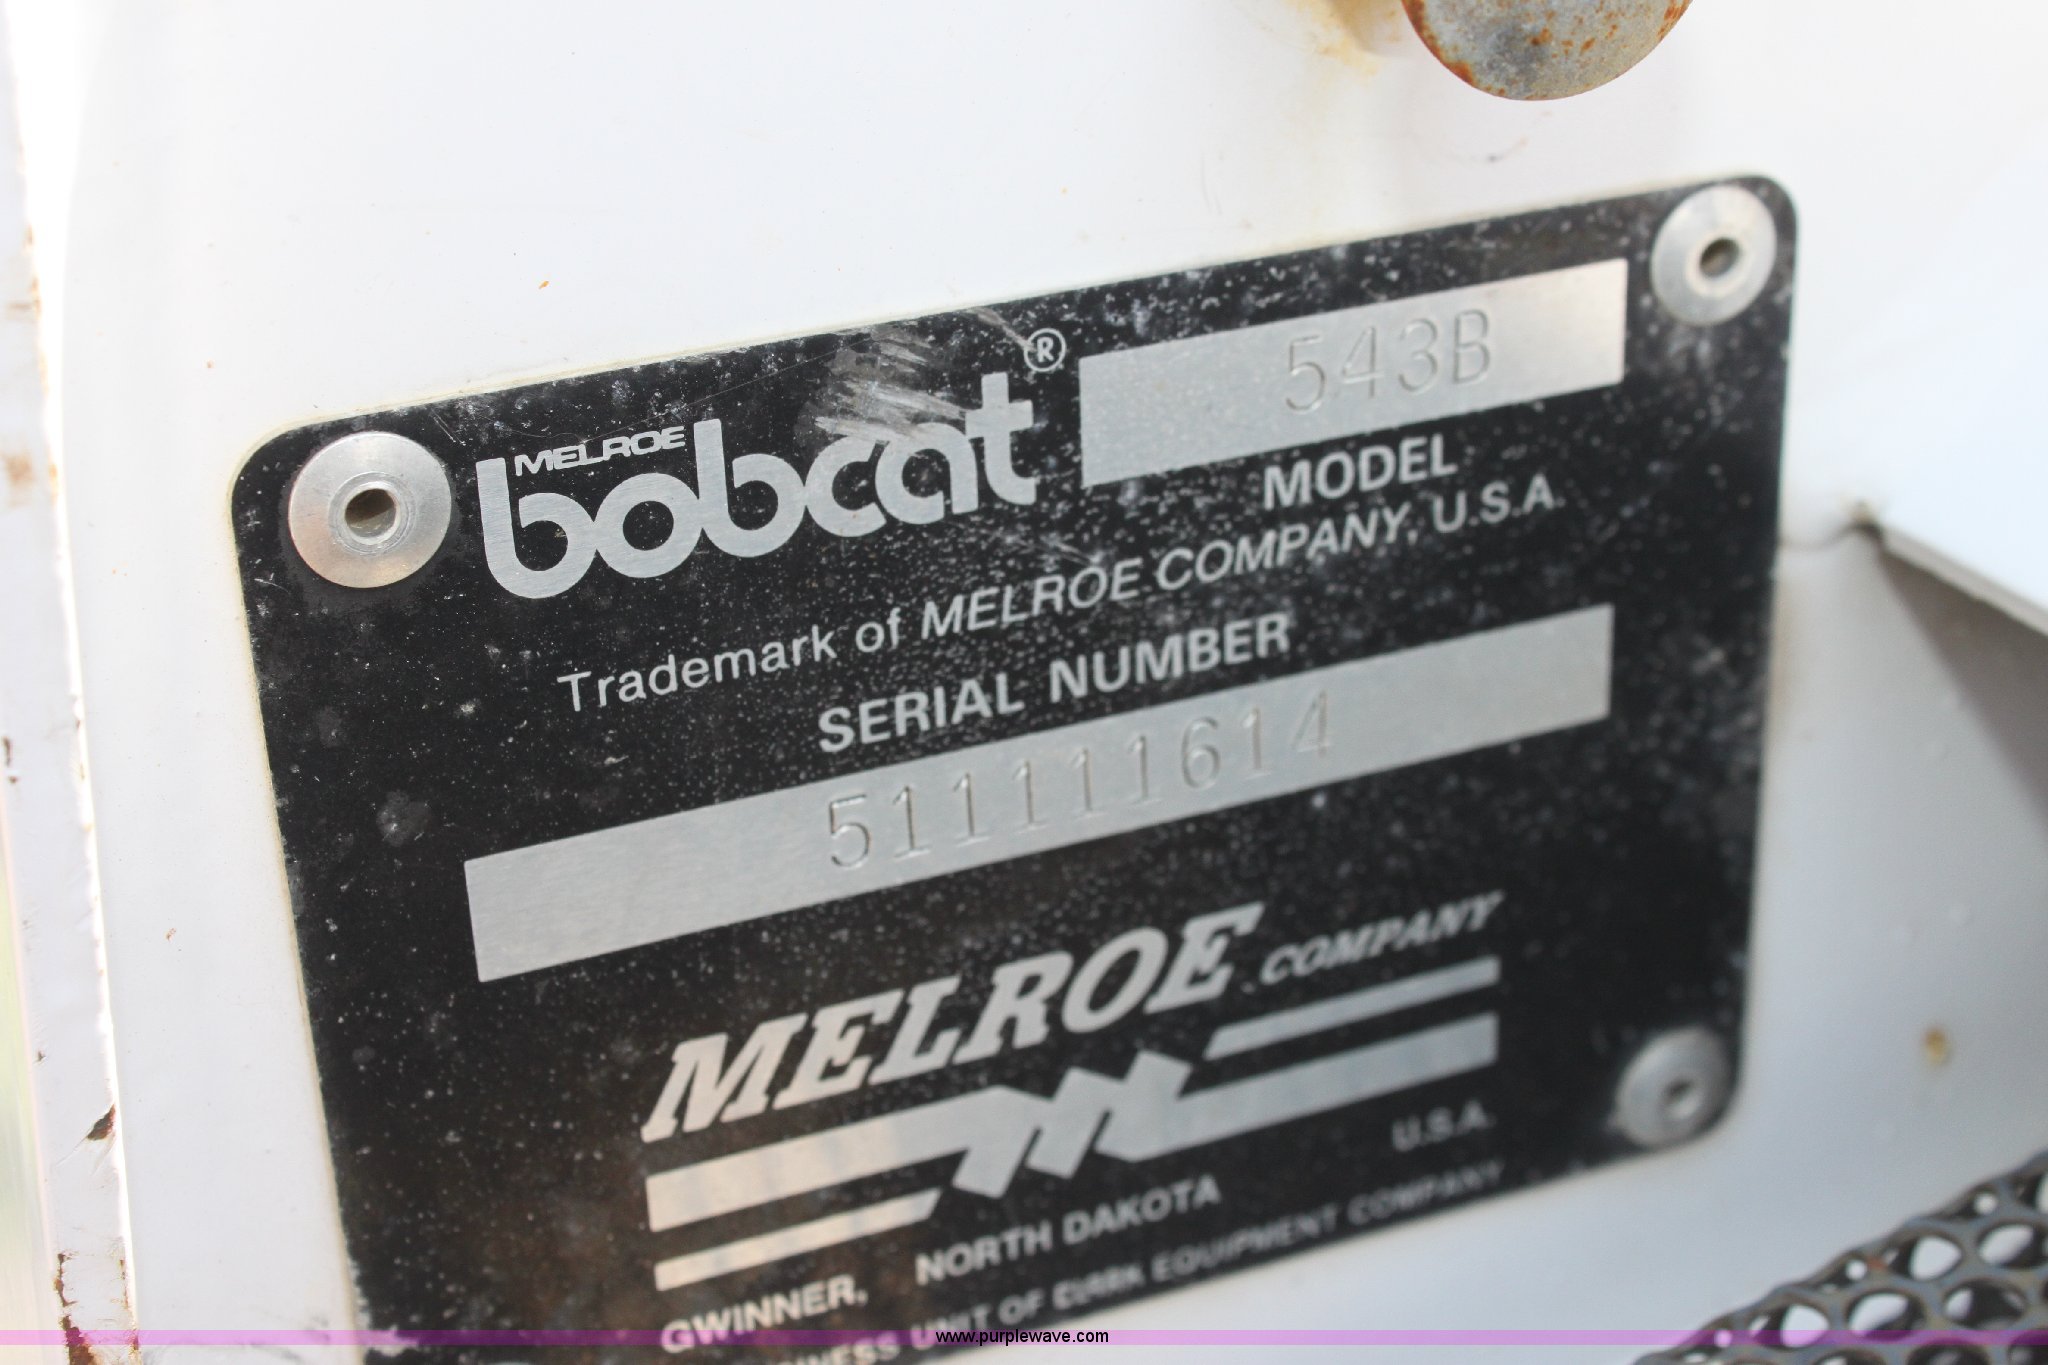 543B
MELROE
bobcat®
MODEL
Trademark of MELROE COMPANY, U.S.A.
SERIAL NUMBER
511111614
MELROE COMPANY
GWINNER, NORTH DAKOTA U.S.A.
UNIT OF CLARK EQUIPMENT COMPANY
www.purplewave.com